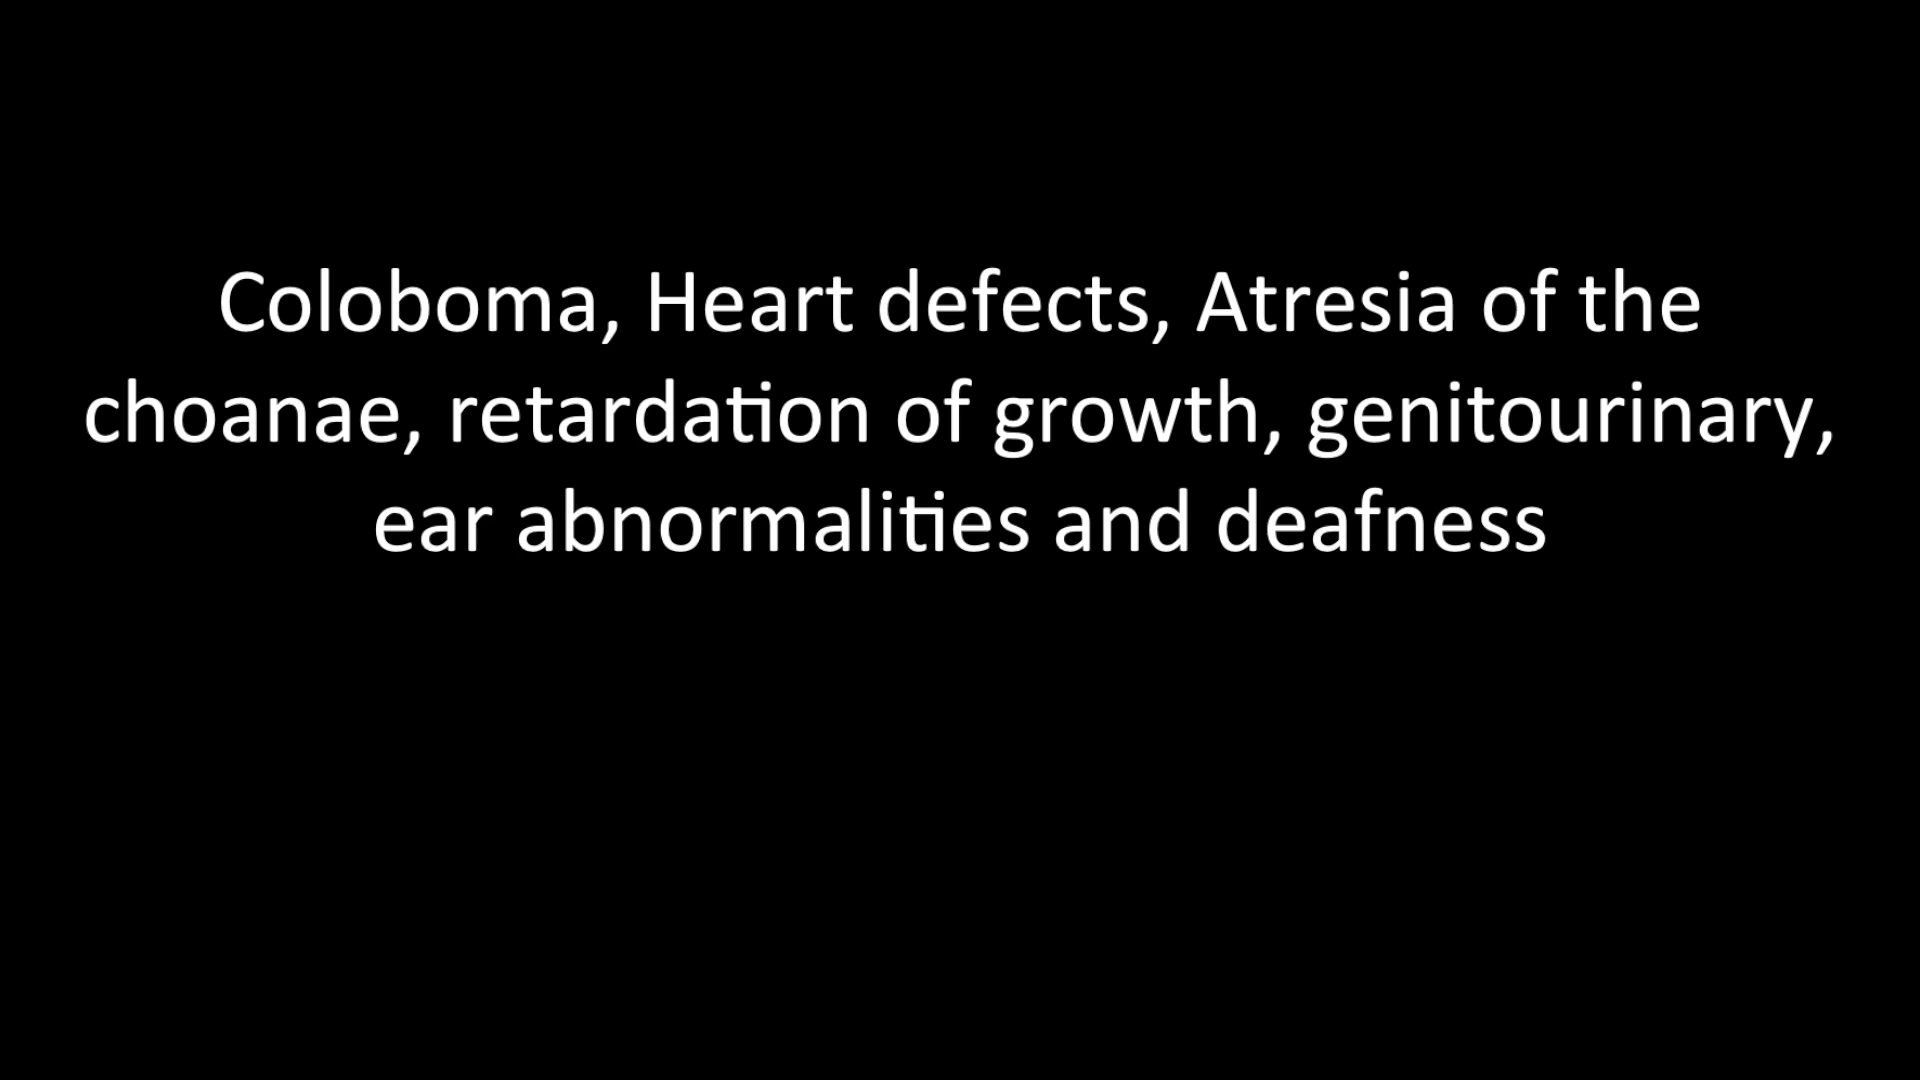 Coloboma, Heart defects, Atresia of the
choanae, retardation of growth, genitourinary,
ear abnormalities and deafness